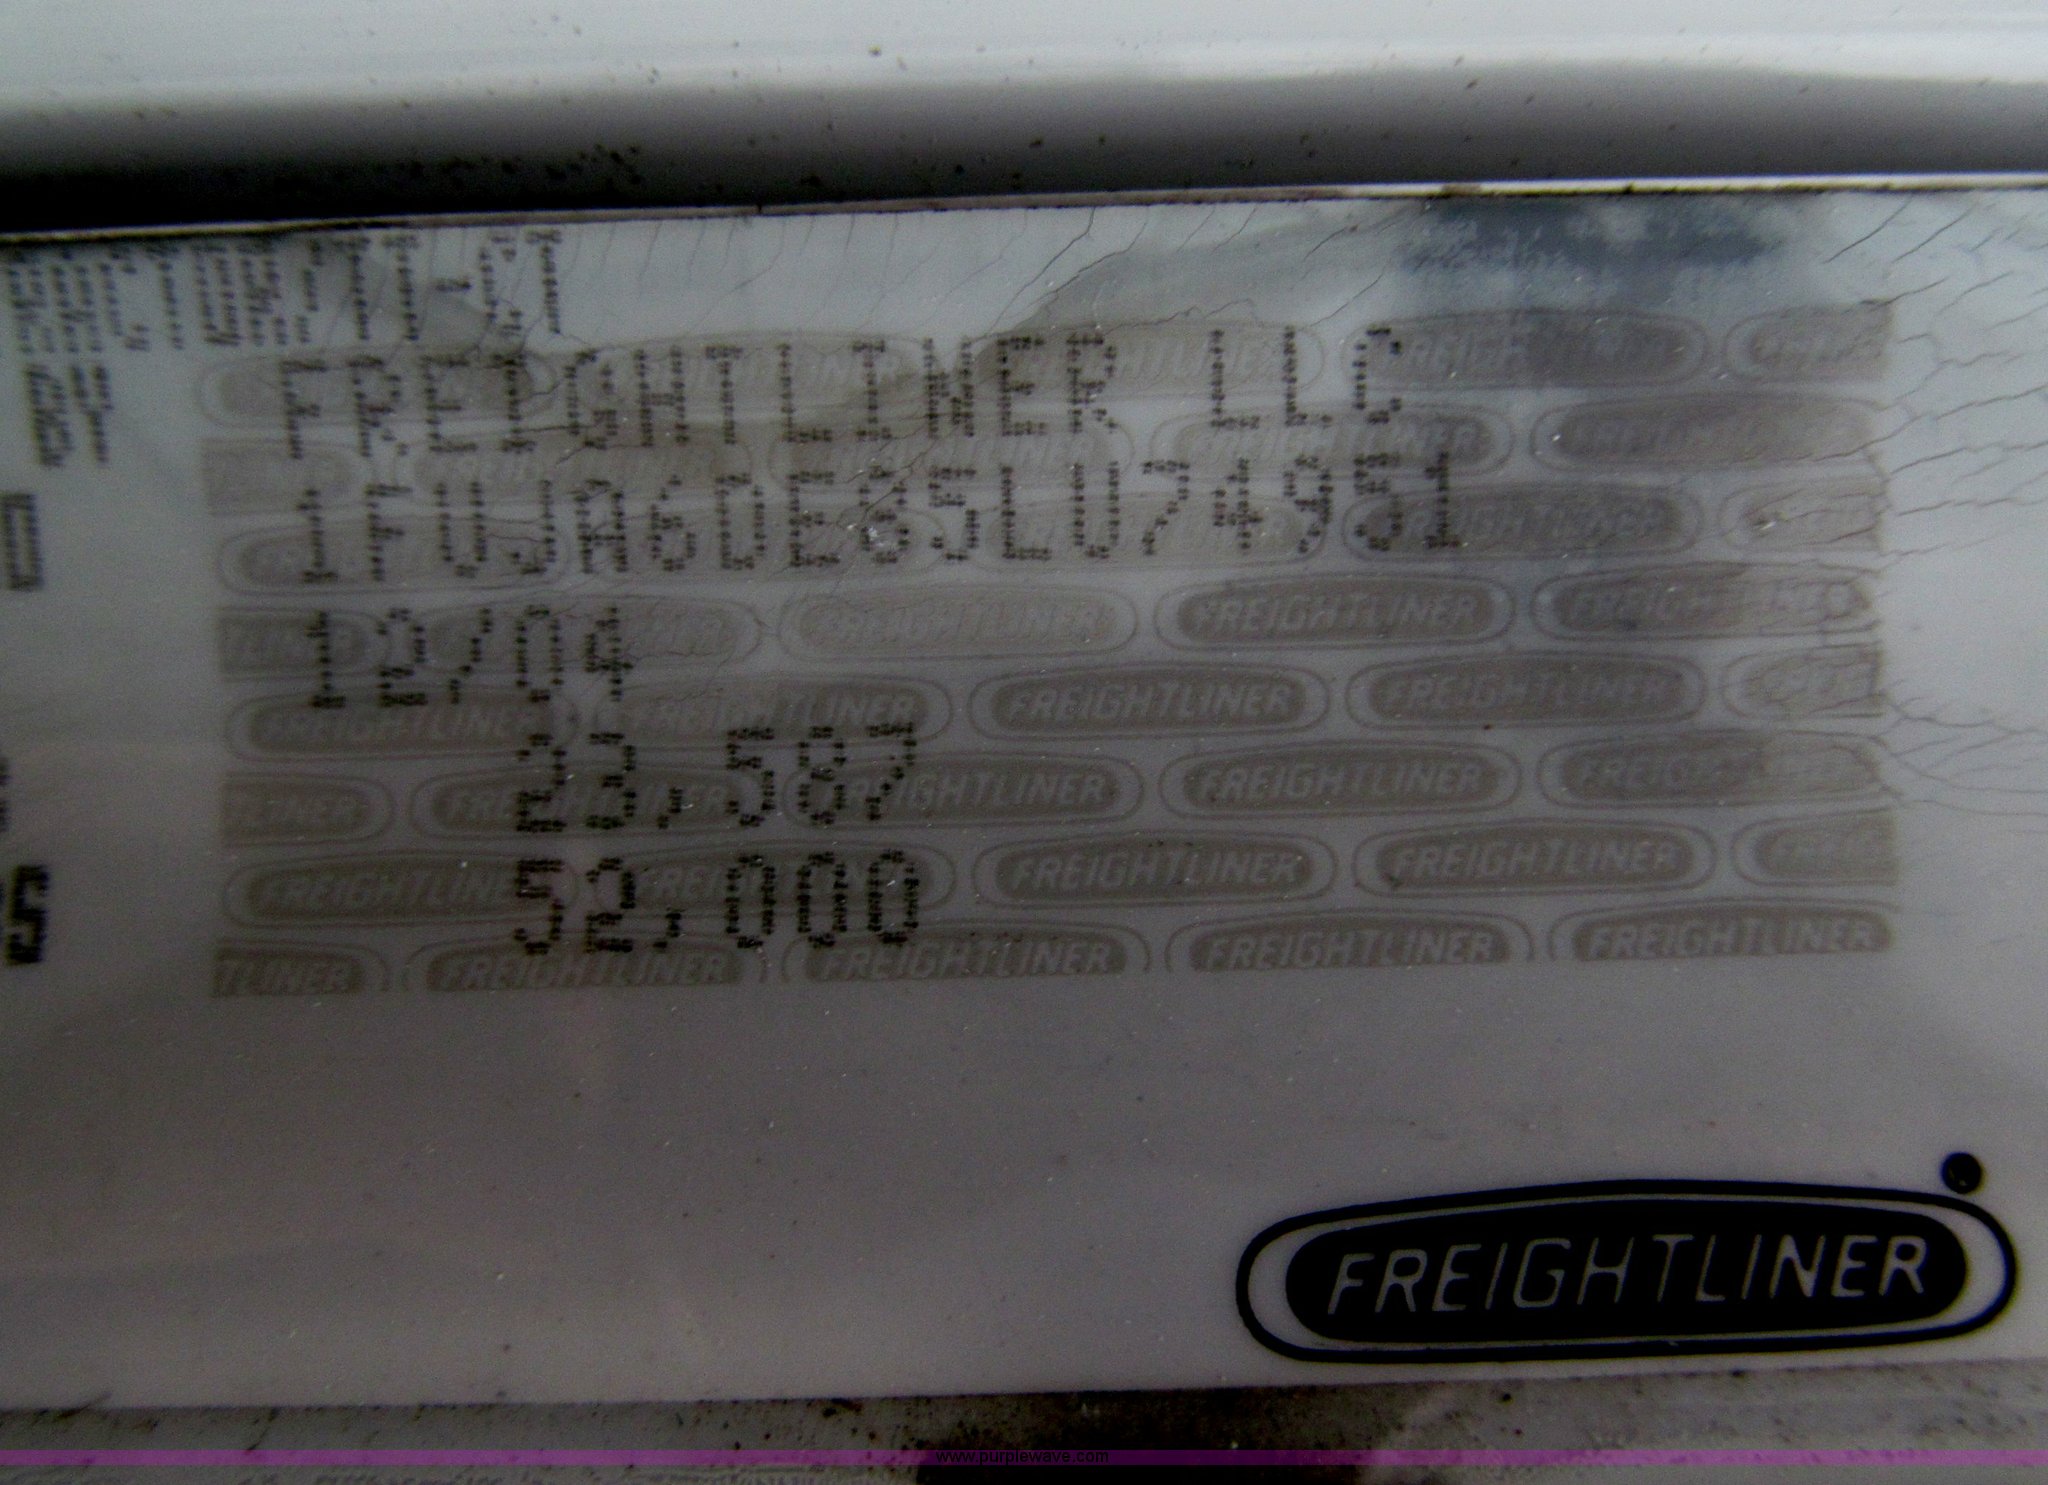 FREIGHTLINER LLC
1FUJA6DE85LU74951
12/04
23,587
52,000
FREIGHTLINER
www.purplewave.com